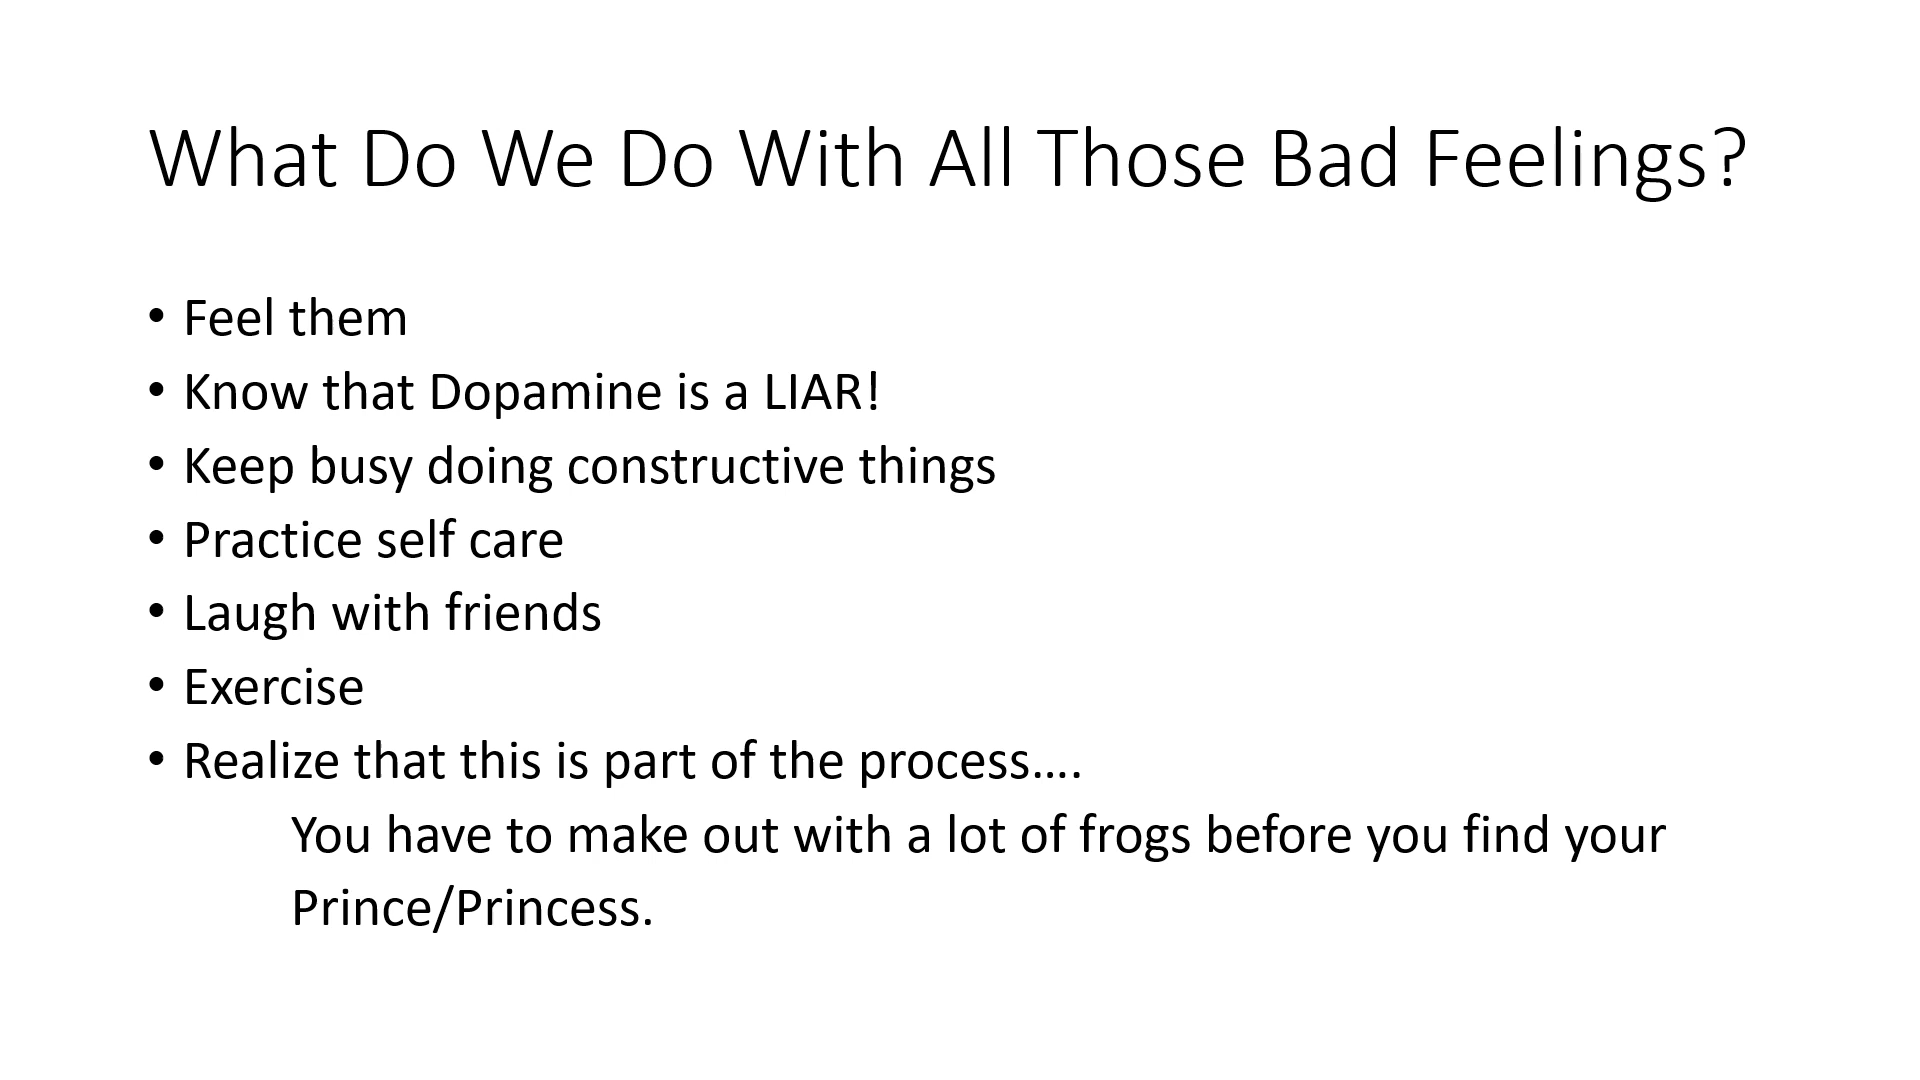 What Do We Do With All Those Bad Feelings?
• Feel them
• Know that Dopamine is a LIAR!
• Keep busy doing constructive things
• Practice self care
• Laugh with friends
• Exercise
• Realize that this is part of the process….
You have to make out with a lot of frogs before you find your
Prince/Princess.